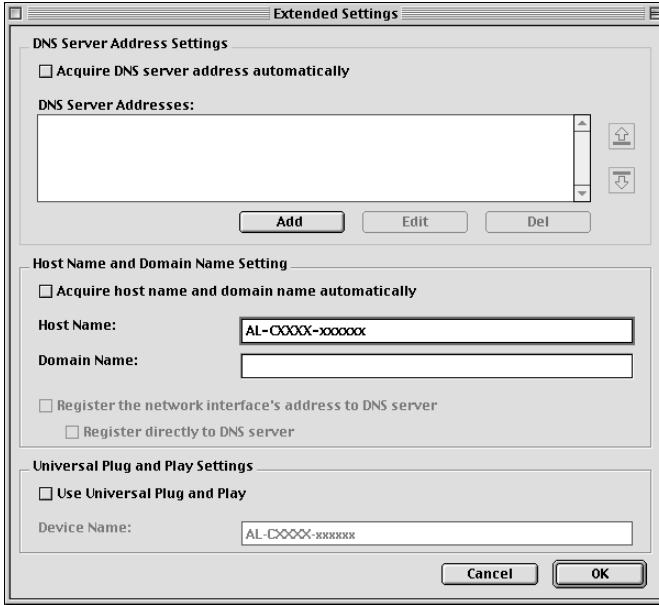 Extended Settings
DNS Server Address Settings
Acquire DNS server address automatically
DNS Server Addresses:
Add Edit Del
Host Name and Domain Name Setting
Acquire host name and domain name automatically
Host Name: AL-CXXXX-xxxxxx
Domain Name:
Register the network interface's address to DNS server
Register directly to DNS server
Universal Plug and Play Settings
Use Universal Plug and Play
Device Name: AL-CXXXX-xxxxxx
Cancel OK